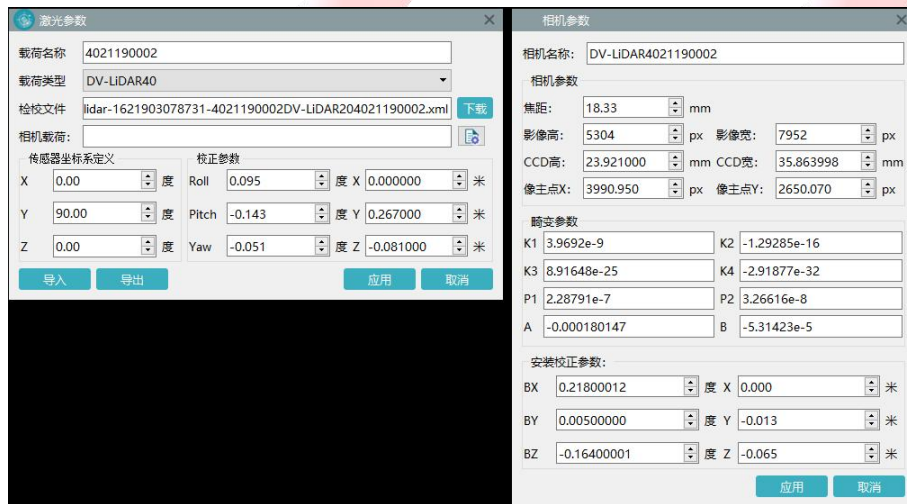 激光参数
载荷名称 4021190002
载荷类型 DV-LiDAR40
检校文件 lidar-1621903078731-4021190002DV-LiDAR204021190002.xml 下载
相机载荷:
传感器坐标系定义 校正参数
X 0.00 度 Roll 0.095 度 X 0.000000 米
Y 90.00 度 Pitch -0.143 度 Y 0.267000 米
Z 0.00 度 Yaw -0.051 度 Z -0.081000 米
导入 导出 应用 取消
相机参数
相机名称: DV-LiDAR4021190002
相机参数
焦距: 18.33 mm
影像高: 5304 px 影像宽: 7952 px
CCD高: 23.921000 mm CCD宽: 35.863998 mm
像主点X: 3990.950 px 像主点Y: 2650.070 px
畸变参数
K1 3.9692e-9 K2 -1.29285e-16
K3 8.91648e-25 K4 -2.91877e-32
P1 2.28791e-7 P2 3.26616e-8
A -0.000180147 B -5.31423e-5
安装校正参数:
BX 0.21800012 度 X 0.000 米
BY 0.00500000 度 Y -0.013 米
BZ -0.16400001 度 Z -0.065 米
应用 取消